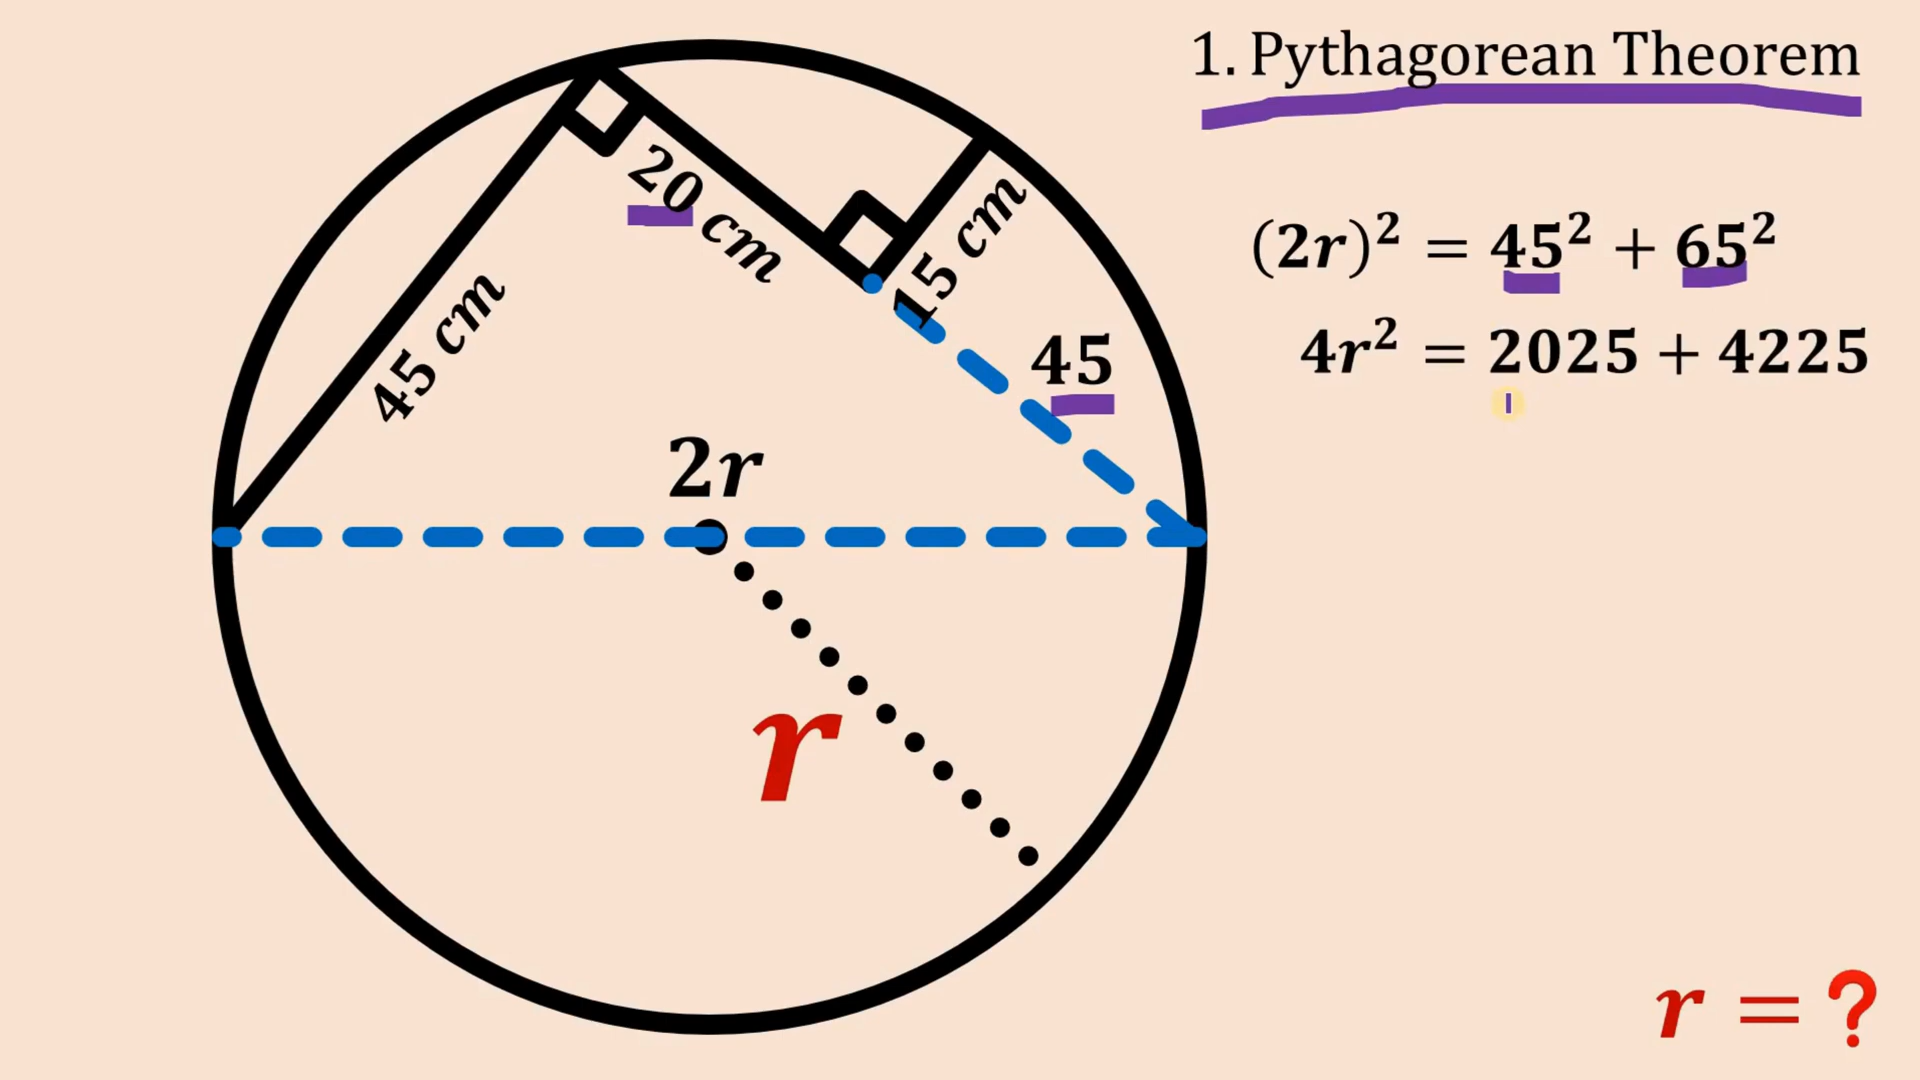 1. Pythagorean Theorem
(2r)² = 45² + 65²
4r² = 2025 + 4225
20 cm
15 cm
45 cm
45
2r
r
r = ?